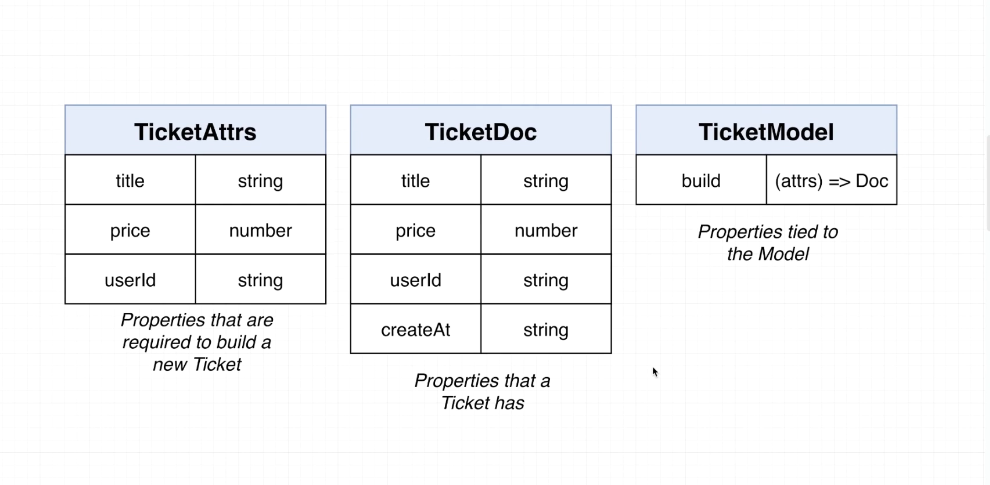 TicketAttrs
title string
price number
userId string
Properties that are
required to build a
new Ticket
TicketDoc
title string
price number
userId string
createAt string
Properties that a
Ticket has
TicketModel
build (attrs) => Doc
Properties tied to
the Model